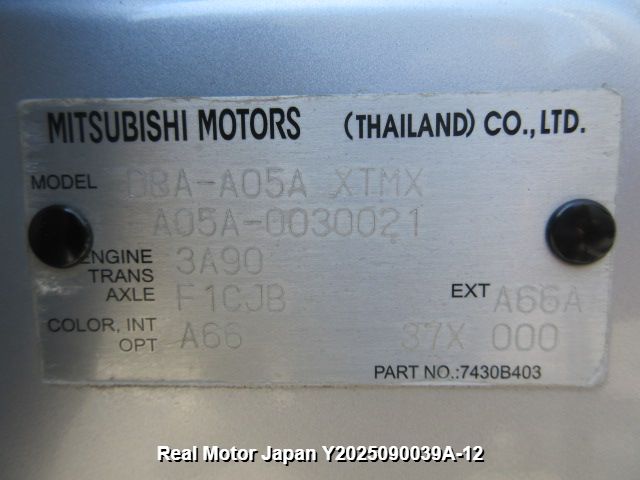 MITSUBISHI MOTORS (THAILAND) CO., LTD.
MODEL DBA-A05A XTMX
A05A-0030021
ENGINE 3A90
TRANS
AXLE F1CJB EXT A66A
COLOR, INT
OPT A66 37X 000
PART NO.:7430B403
Real Motor Japan Y2025090039A-12